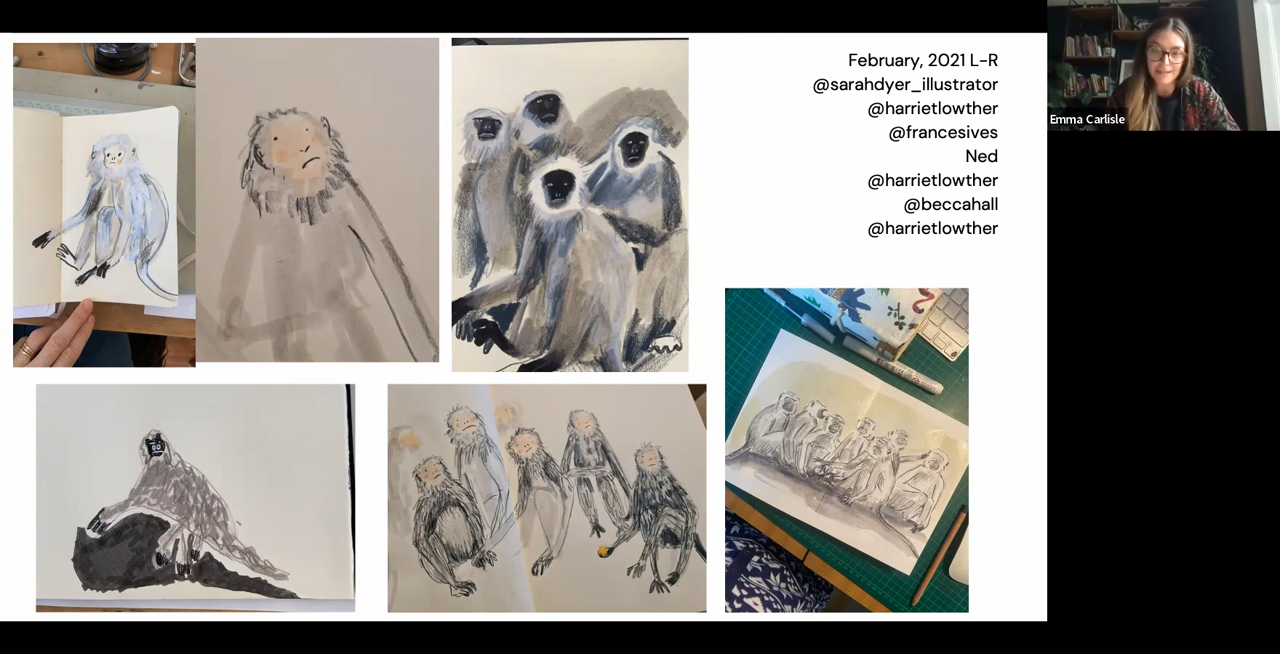 February, 2021 L-R
@sarahdyer_illustrator
@harrietlowther
@francesives
Ned
@harrietlowther
@beccahall
@harrietlowther
Emma Carlisle